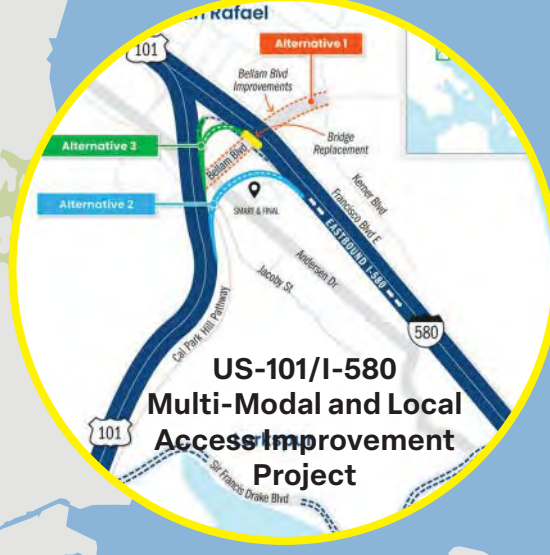 Rafael
101
Alternative 1
Bellam Blvd
Improvements
Bridge
Replacement
Alternative 3
Bellam Blvd
Alternative 2
SMART & FINAL
Kerner Blvd
Francisco Blvd E
EASTBOUND I-580
Andersen Dr
Jacoby St
Cal Park Hill Pathway
580
US-101/I-580
Multi-Modal and Local
Access Improvement
Project
101
Larkspur
Sir Francis Drake Blvd